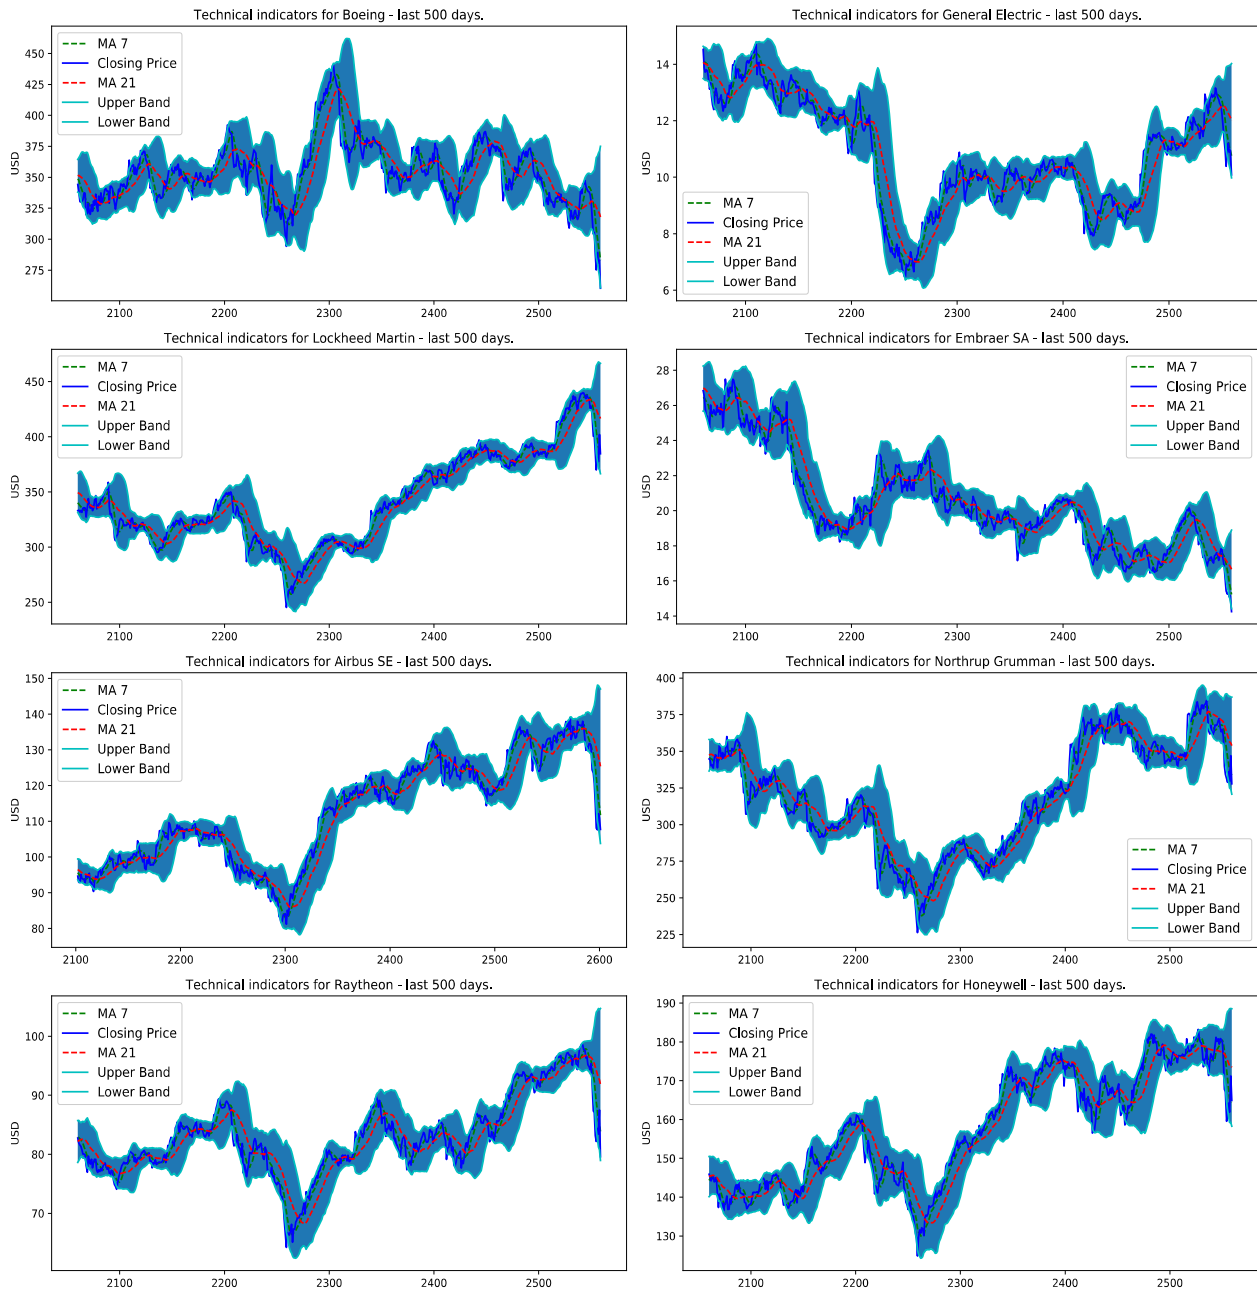 Technical indicators for Boeing - last 500 days.
USD
450
425
400
375
350
325
300
275
MA 7
Closing Price
MA 21
Upper Band
Lower Band
2100
2200
2300
2400
2500
Technical indicators for General Electric - last 500 days.
USD
14
12
10
8
6
MA 7
Closing Price
MA 21
Upper Band
Lower Band
2100
2200
2300
2400
2500
Technical indicators for Lockheed Martin - last 500 days.
USD
450
400
350
300
250
MA 7
Closing Price
MA 21
Upper Band
Lower Band
2100
2200
2300
2400
2500
Technical indicators for Embraer SA - last 500 days.
USD
28
26
24
22
20
18
16
14
MA 7
Closing Price
MA 21
Upper Band
Lower Band
2100
2200
2300
2400
2500
Technical indicators for Airbus SE - last 500 days.
USD
150
140
130
120
110
100
90
80
MA 7
Closing Price
MA 21
Upper Band
Lower Band
2100
2200
2300
2400
2500
2600
Technical indicators for Northrup Grumman - last 500 days.
USD
400
375
350
325
300
275
250
225
MA 7
Closing Price
MA 21
Upper Band
Lower Band
2100
2200
2300
2400
2500
Technical indicators for Raytheon - last 500 days.
USD
100
90
80
70
MA 7
Closing Price
MA 21
Upper Band
Lower Band
2100
2200
2300
2400
2500
Technical indicators for Honeywell - last 500 days.
USD
190
180
170
160
150
140
130
MA 7
Closing Price
MA 21
Upper Band
Lower Band
2100
2200
2300
2400
2500